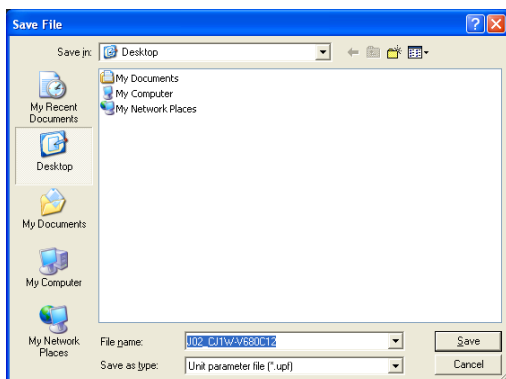 Save File
Save in:
Desktop
My Documents
My Computer
My Network Places
My Recent
Documents
Desktop
My Documents
My Computer
My Network
Places
File name:
J02_CJ1W-V680C12
Save
Save as type:
Unit parameter file (*.upf)
Cancel